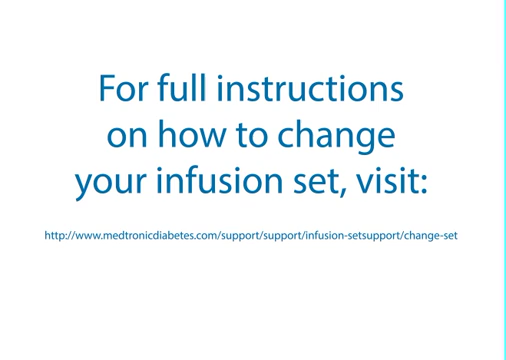 For full instructions
on how to change
your infusion set, visit:
http://www.medtronicdiabetes.com/support/support/infusion-setsupport/change-set